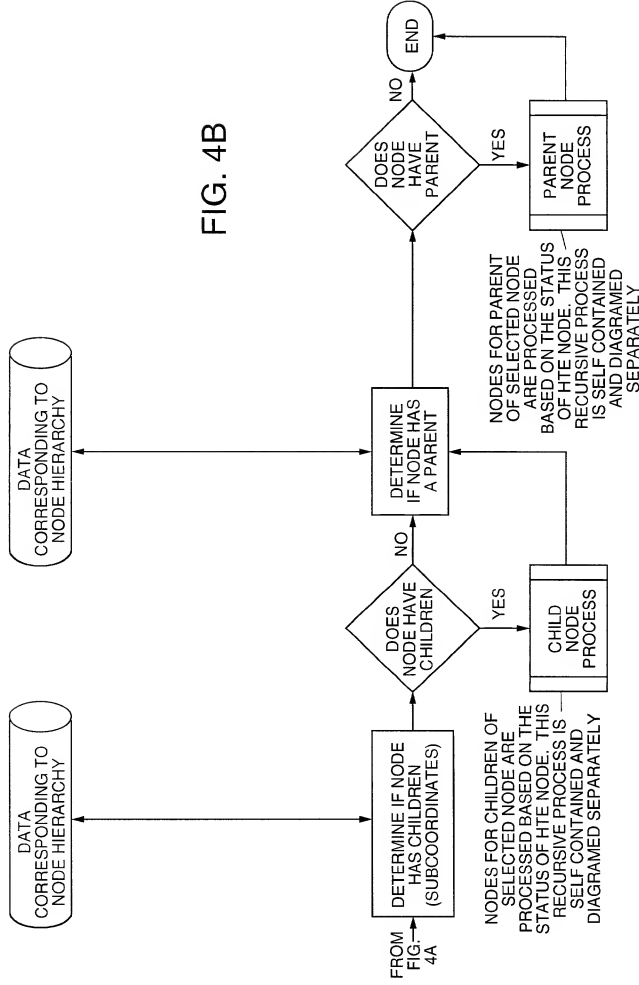 FIG. 4B
DATA
CORRESPONDING TO
NODE HIERARCHY
DATA
CORRESPONDING TO
NODE HIERARCHY
FROM
FIG.
4A
DETERMINE IF NODE
HAS CHILDREN
(SUBCOORDINATES)
DOES
NODE HAVE
CHILDREN
NO
YES
DETERMINE
IF NODE HAS
A PARENT
DOES
NODE
HAVE
PARENT
NO
YES
END
NODES FOR CHILDREN OF
SELECTED NODE ARE
PROCESSED BASED ON THE
STATUS OF HTE NODE. THIS
RECURSIVE PROCESS IS
SELF CONTAINED AND
DIAGRAMED SEPARATELY
CHILD
NODE
PROCESS
NODES FOR PARENT
OF SELECTED NODE
ARE PROCESSED
BASED ON THE STATUS
OF HTE NODE. THIS
RECURSIVE PROCESS
IS SELF CONTAINED
AND DIAGRAMED
SEPARATELY
PARENT
NODE
PROCESS